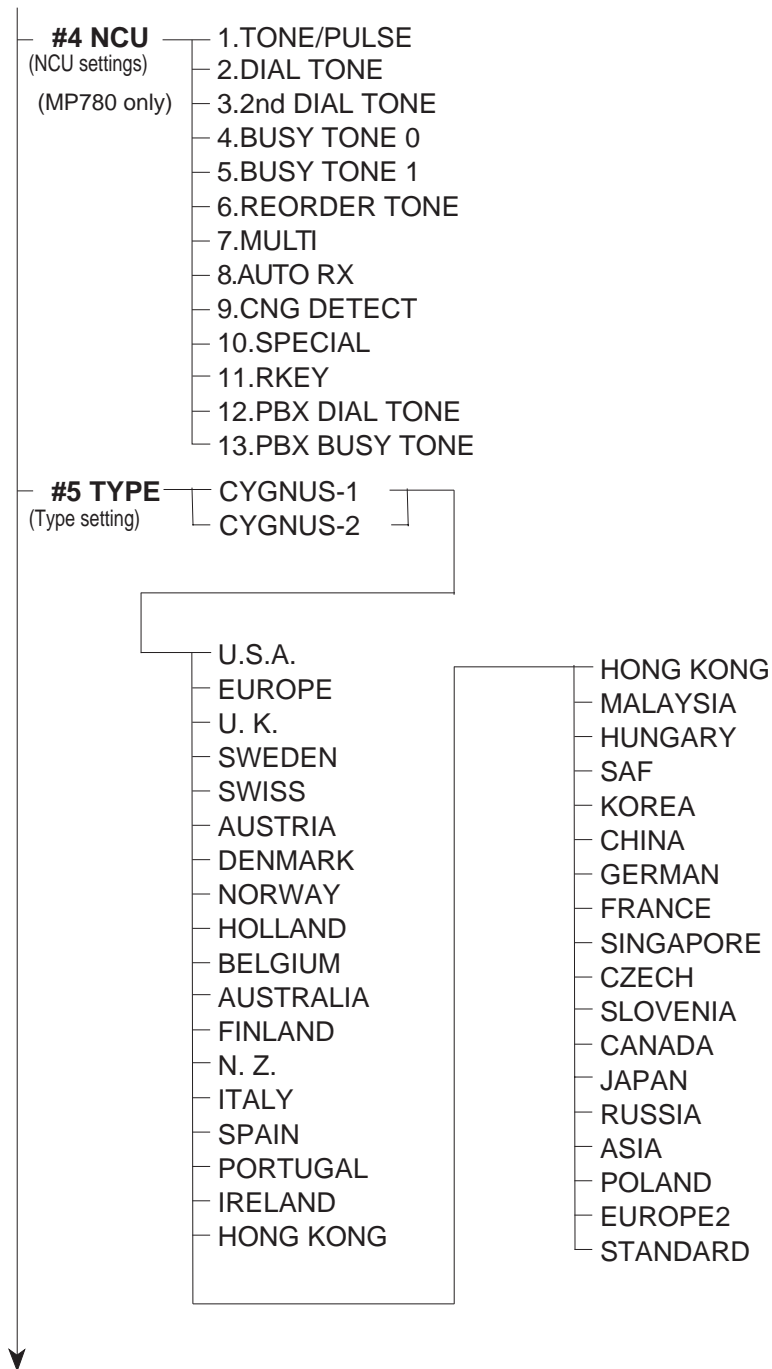 #4 NCU
(NCU settings)
(MP780 only)
1.TONE/PULSE
2.DIAL TONE
3.2nd DIAL TONE
4.BUSY TONE 0
5.BUSY TONE 1
6.REORDER TONE
7.MULTI
8.AUTO RX
9.CNG DETECT
10.SPECIAL
11.RKEY
12.PBX DIAL TONE
13.PBX BUSY TONE
#5 TYPE
(Type setting)
CYGNUS-1
CYGNUS-2
U.S.A.
EUROPE
U. K.
SWEDEN
SWISS
AUSTRIA
DENMARK
NORWAY
HOLLAND
BELGIUM
AUSTRALIA
FINLAND
N. Z.
ITALY
SPAIN
PORTUGAL
IRELAND
HONG KONG
HONG KONG
MALAYSIA
HUNGARY
SAF
KOREA
CHINA
GERMAN
FRANCE
SINGAPORE
CZECH
SLOVENIA
CANADA
JAPAN
RUSSIA
ASIA
POLAND
EUROPE2
STANDARD